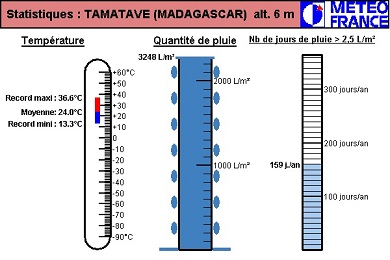 Statistiques : TAMATAVE (MADAGASCAR) alt. 6 m
METEO
FRANCE
Température
Quantité de pluie
Nb de jours de pluie > 2,5 L/m²
3248 L/m²
+60°C
+50
+40
+30
+20
+10
0°C
-10
-20
-30
-40
-50
-60
-70
-80
-90°C
Record maxi : 36.6°C
Moyenne: 24.0°C
Record mini : 13.3°C
2000 L/m²
1000 L/m²
300 jours/an
200 jours/an
159 j./an
100 jours/an